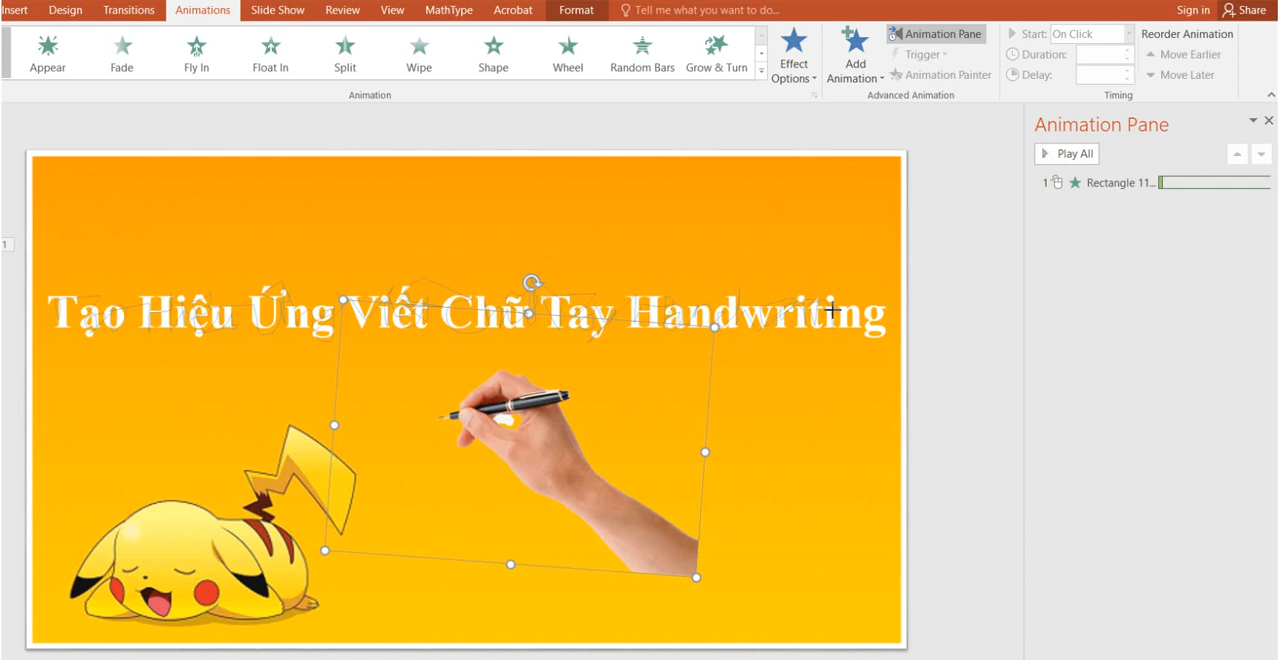 Insert Design Transitions Animations Slide Show Review View MathType Acrobat Format Tell me what you want to do... Sign in Share
Appear Fade Fly In Float In Split Wipe Shape Wheel Random Bars Grow & Turn
Effect Options
Add Animation
Animation Pane
Trigger
Animation Painter
Start: On Click
Duration:
Delay:
Reorder Animation
Move Earlier
Move Later
Animation
Advanced Animation
Timing
Animation Pane
Play All
1 Rectangle 11...
1
Tạo Hiệu Ứng Viết Chữ Tay Handwriting